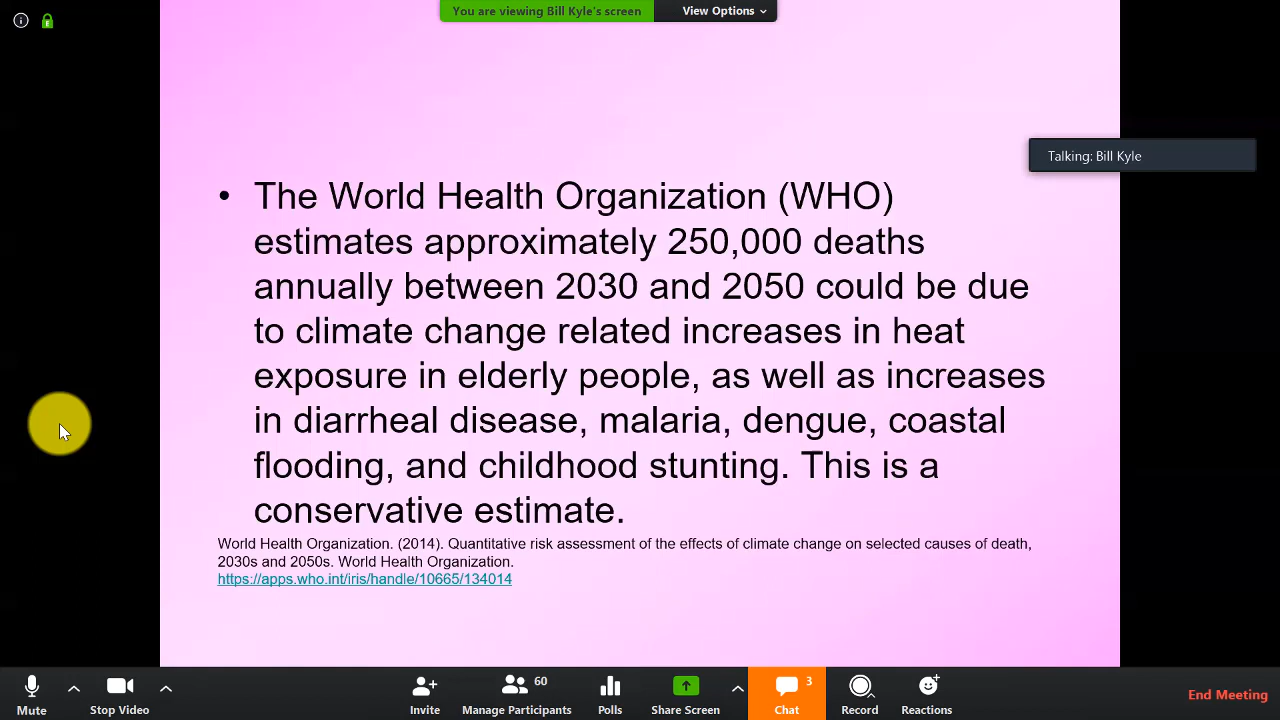 You are viewing Bill Kyle's screen
View Options
Talking: Bill Kyle
• The World Health Organization (WHO)
estimates approximately 250,000 deaths
annually between 2030 and 2050 could be due
to climate change related increases in heat
exposure in elderly people, as well as increases
in diarrheal disease, malaria, dengue, coastal
flooding, and childhood stunting. This is a
conservative estimate.
World Health Organization. (2014). Quantitative risk assessment of the effects of climate change on selected causes of death,
2030s and 2050s. World Health Organization.
https://apps.who.int/iris/handle/10665/134014
Mute
Stop Video
Invite
Manage Participants
60
Polls
Share Screen
Chat
3
Record
Reactions
End Meeting